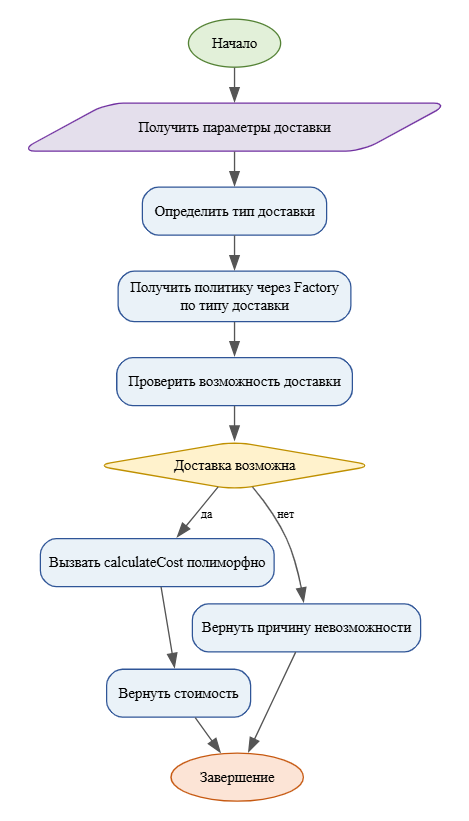 Начало
Получить параметры доставки
Определить тип доставки
Получить политику через Factory
по типу доставки
Проверить возможность доставки
Доставка возможна
да
нет
Вызвать calculateCost полиморфно
Вернуть причину невозможности
Вернуть стоимость
Завершение